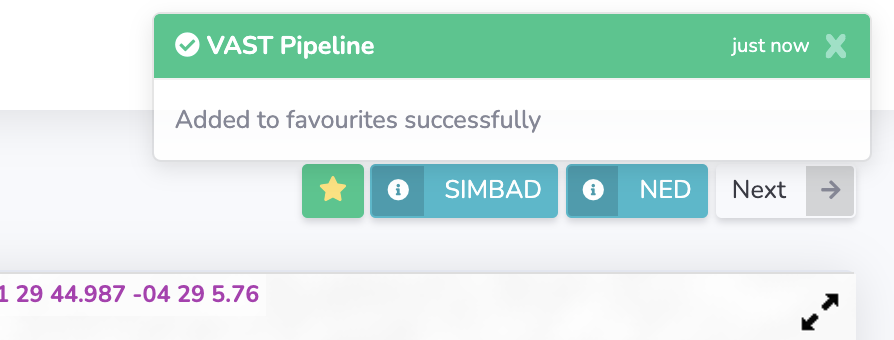 VAST Pipeline just now
Added to favourites successfully
SIMBAD NED Next
1 29 44.987 -04 29 5.76